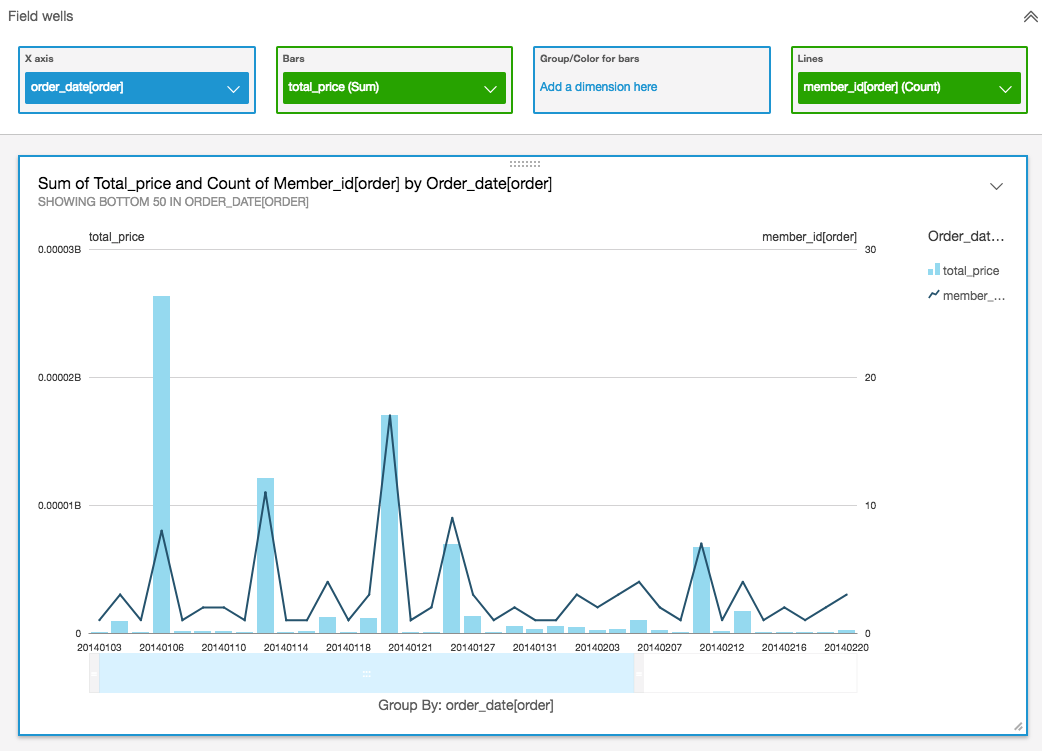 Field wells
X axis
Bars
Group/Color for bars
Lines
order_date[order]
total_price (Sum)
Add a dimension here
member_id[order] (Count)
Sum of Total_price and Count of Member_id[order] by Order_date[order]
SHOWING BOTTOM 50 IN ORDER_DATE[ORDER]
total_price
member_id[order]
Order_dat...
0.00003B
30
total_price
member_...
0.00002B
20
0.00001B
10
0
0
20140103 20140106 20140110 20140114 20140118 20140121 20140127 20140131 20140203 20140207 20140212 20140216 20140220
Group By: order_date[order]